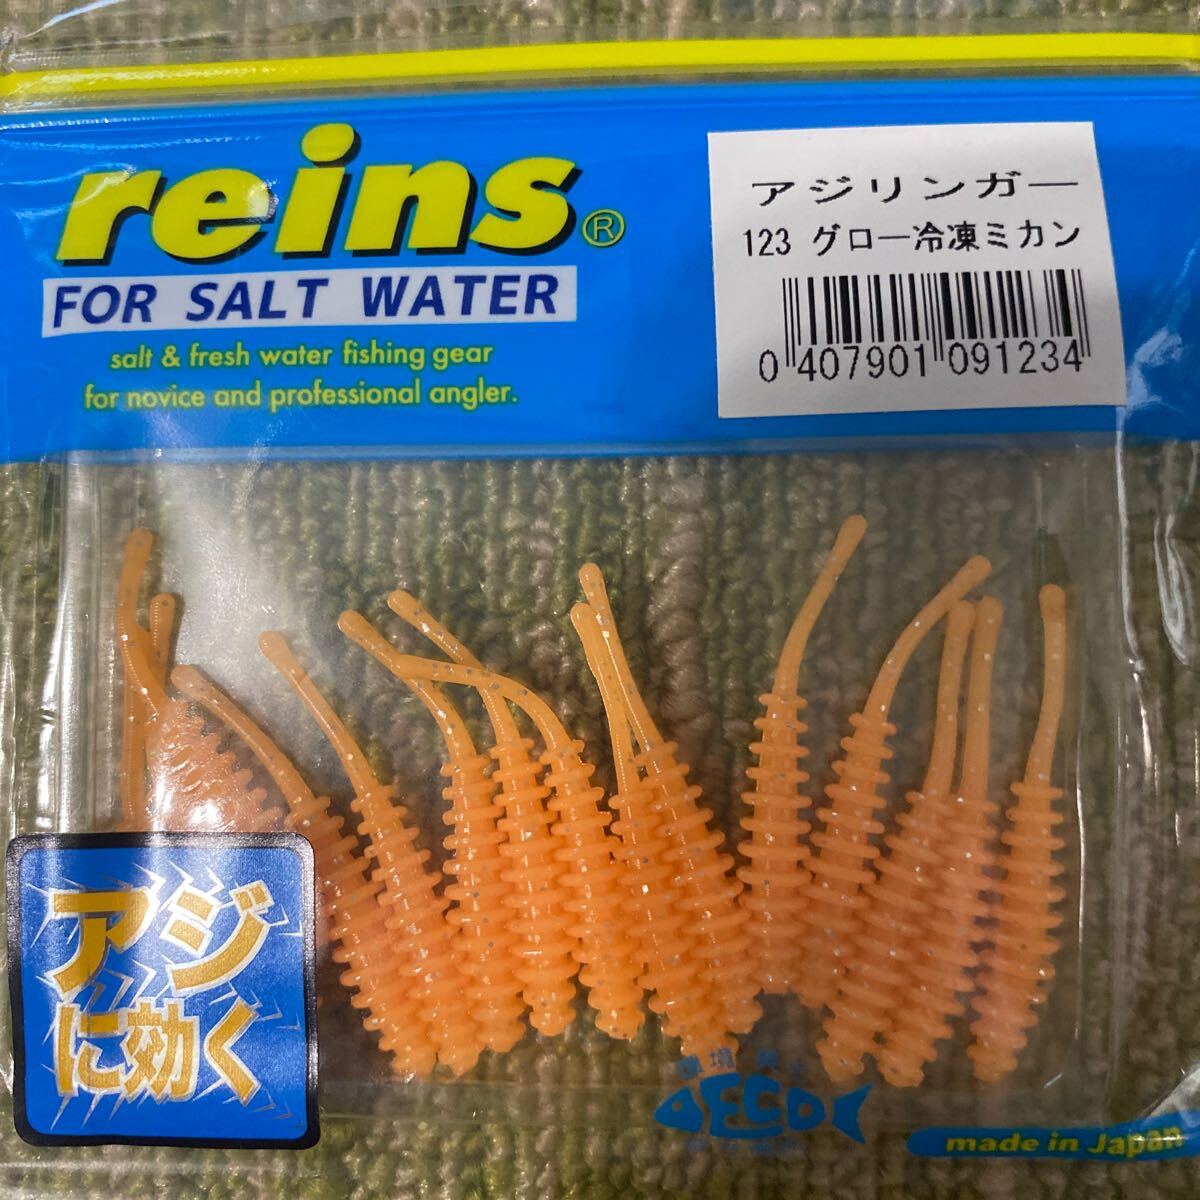 reins®
FOR SALT WATER
salt & fresh water fishing gear
for novice and professional angler.
アジリンガー
123 グロー冷凍ミカン
0 407901 091234
アジ
に効く
ECO
made in Japan